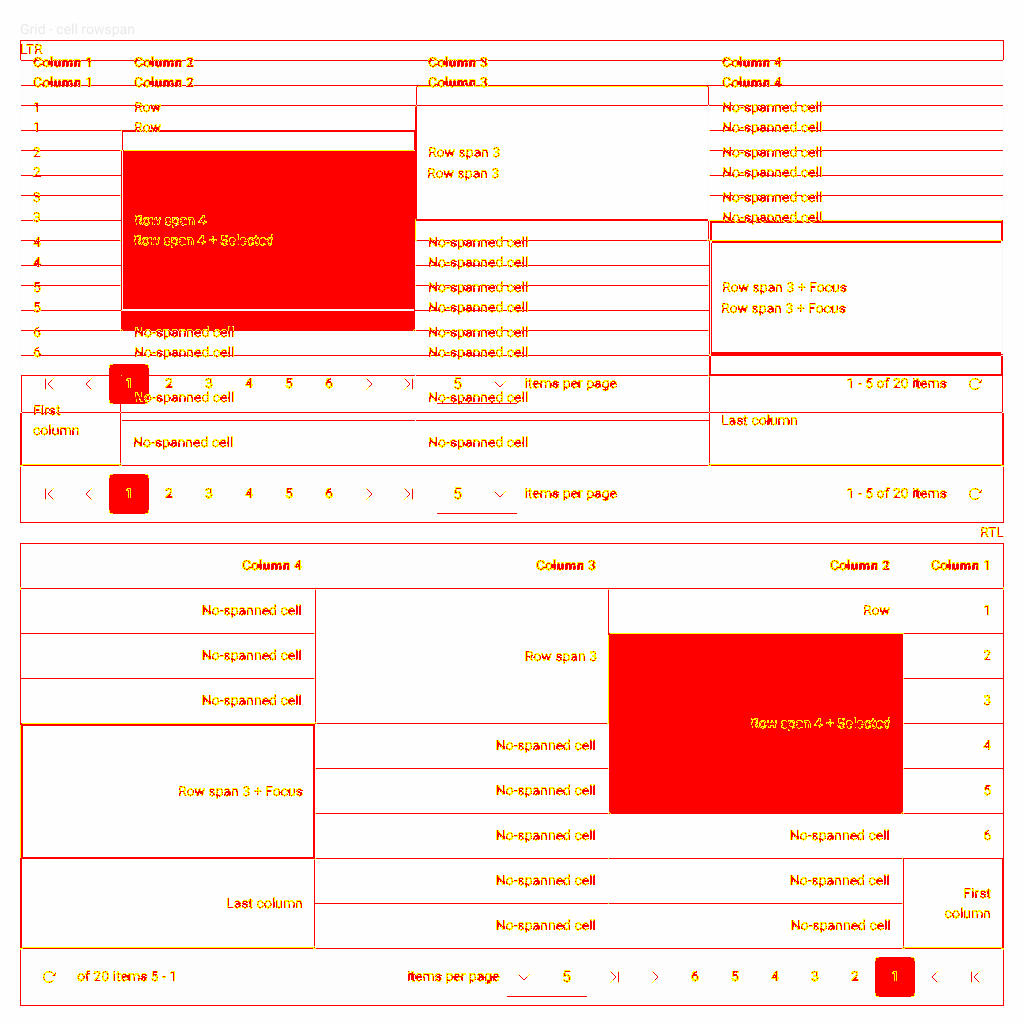 Grid - cell rowspan
LTR
Column 1 Column 2 Column 3 Column 4
Column 1 Column 2 Column 3 Column 4
1 Row No-spanned cell
1 Row No-spanned cell
2 Row span 3 No-spanned cell
2 Row span 3 No-spanned cell
3 No-spanned cell
3 Row span 4 No-spanned cell
4 Row span 4 + Selected No-spanned cell
4 No-spanned cell
5 No-spanned cell Row span 3 + Focus
5 No-spanned cell Row span 3 + Focus
6 No-spanned cell No-spanned cell
6 No-spanned cell No-spanned cell
1 2 3 4 5 6 5 items per page 1 - 5 of 20 items
No-spanned cell No-spanned cell
First
column Last column
No-spanned cell No-spanned cell
1 2 3 4 5 6 5 items per page 1 - 5 of 20 items
RTL
Column 4 Column 3 Column 2 Column 1
No-spanned cell Row 1
No-spanned cell Row span 3 2
No-spanned cell 3
Row span 4 + Selected
No-spanned cell 4
Row span 3 + Focus No-spanned cell 5
No-spanned cell No-spanned cell 6
No-spanned cell No-spanned cell First
Last column column
No-spanned cell No-spanned cell
of 20 items 5 - 1 items per page 5 6 5 4 3 2 1